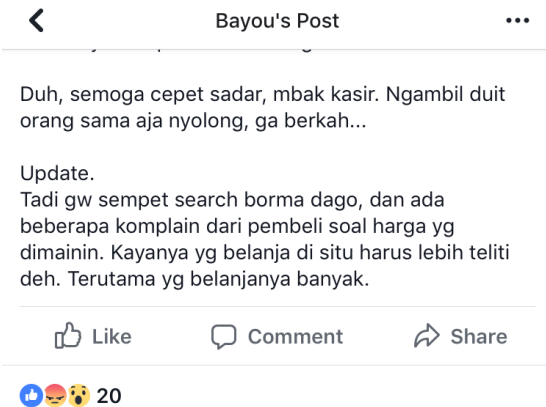 Bayou's Post
Duh, semoga cepet sadar, mbak kasir. Ngambil duit
orang sama aja nyolong, ga berkah...
Update.
Tadi gw sempet search borma dago, dan ada
beberapa komplain dari pembeli soal harga yg
dimainin. Kayanya yg belanja di situ harus lebih teliti
deh. Terutama yg belanjanya banyak.
Like
Comment
Share
20